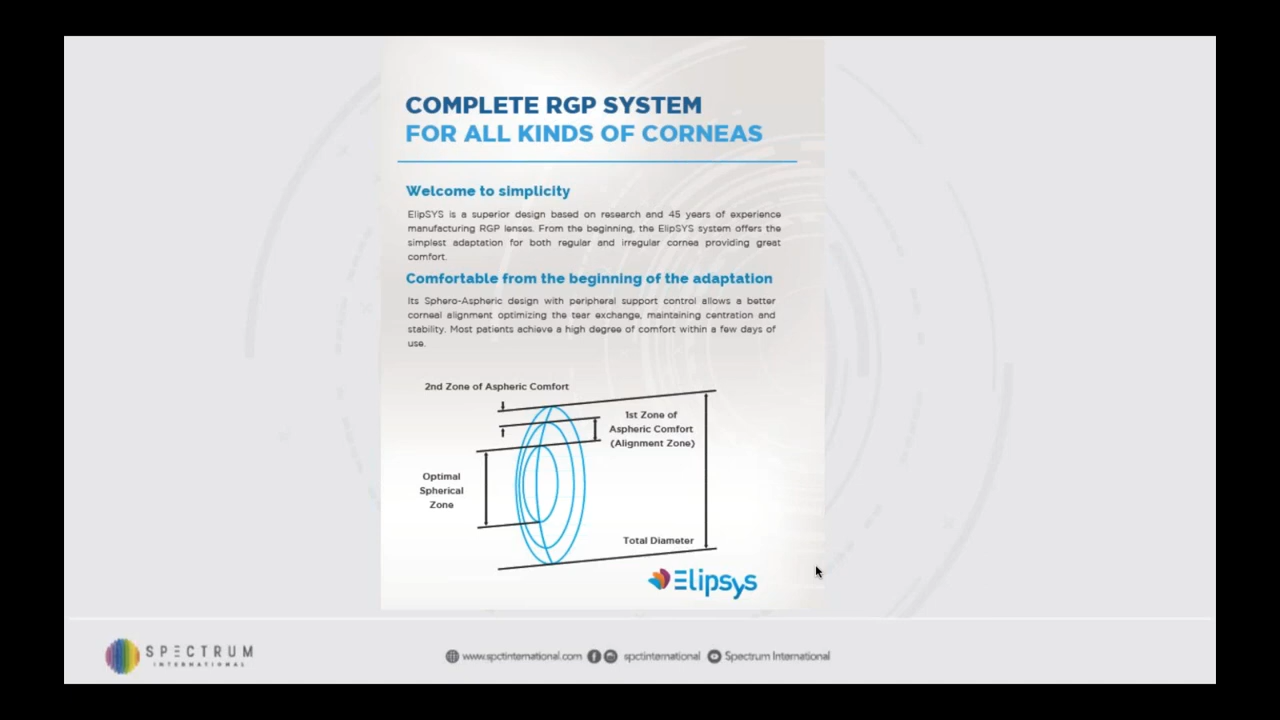 COMPLETE RGP SYSTEM
FOR ALL KINDS OF CORNEAS
Welcome to simplicity
ElipSYS is a superior design based on research and 45 years of experience
manufacturing RGP lenses. From the beginning, the ElipSYS system offers the
simplest adaptation for both regular and irregular cornea providing great
comfort.
Comfortable from the beginning of the adaptation
Its Sphero-Aspheric design with peripheral support control allows a better
corneal alignment optimizing the tear exchange, maintaining centration and
stability. Most patients achieve a high degree of comfort within a few days of
use.
2nd Zone of Aspheric Comfort
1st Zone of
Aspheric Comfort
(Alignment Zone)
Optimal
Spherical
Zone
Total Diameter
Elipsys
SPECTRUM
INTERNATIONAL
www.spctinternational.com spctinternational Spectrum International